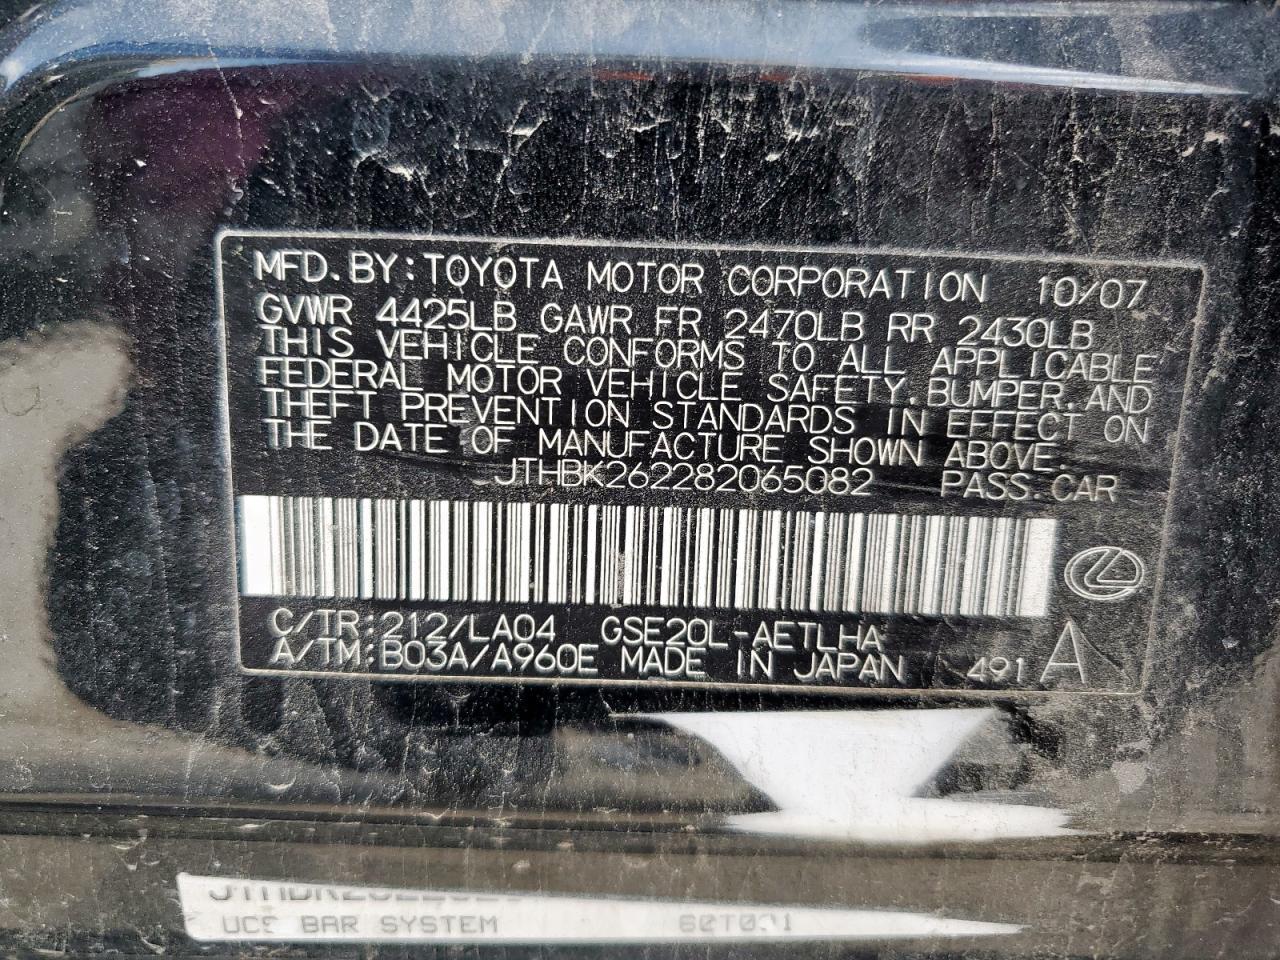 MFD.BY:TOYOTA MOTOR CORPORATION 10/07
GVWR 4425LB GAWR FR 2470LB RR 2430LB
THIS VEHICLE CONFORMS TO ALL APPLICABLE
FEDERAL MOTOR VEHICLE SAFETY,BUMPER,AND
THEFT PREVENTION STANDARDS IN EFFECT ON
THE DATE OF MANUFACTURE SHOWN ABOVE.
JTHBK262282065082 PASS.CAR
C/TR:212/LA04 GSE20L-AETLHA
A/TM:B03A/A960E MADE IN JAPAN 491 A
BAR SYSTEM